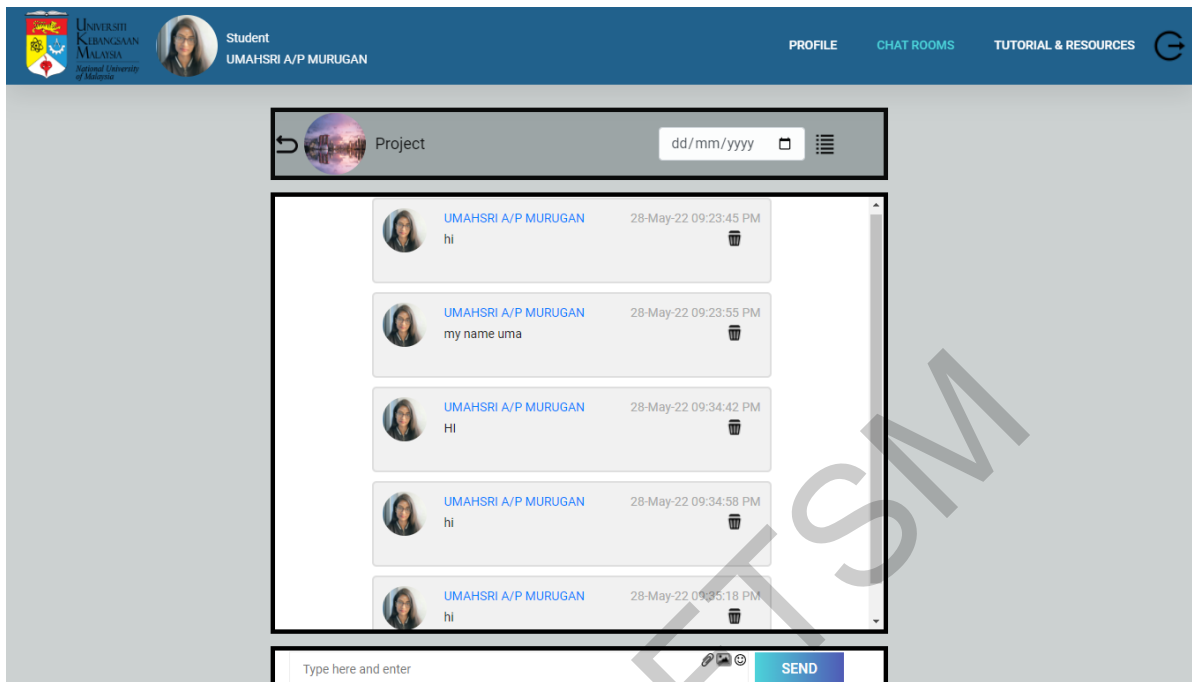 UNIVERSITI
KEBANGSAAN
MALAYSIA
National University
of Malaysia
Student
UMAHSRI A/P MURUGAN
PROFILE
CHAT ROOMS
TUTORIAL & RESOURCES
Project
dd/mm/yyyy
UMAHSRI A/P MURUGAN 28-May-22 09:23:45 PM
hi
UMAHSRI A/P MURUGAN 28-May-22 09:23:55 PM
my name uma
UMAHSRI A/P MURUGAN 28-May-22 09:34:42 PM
HI
UMAHSRI A/P MURUGAN 28-May-22 09:34:58 PM
hi
UMAHSRI A/P MURUGAN 28-May-22 09:35:18 PM
hi
Type here and enter
SEND
FTSM